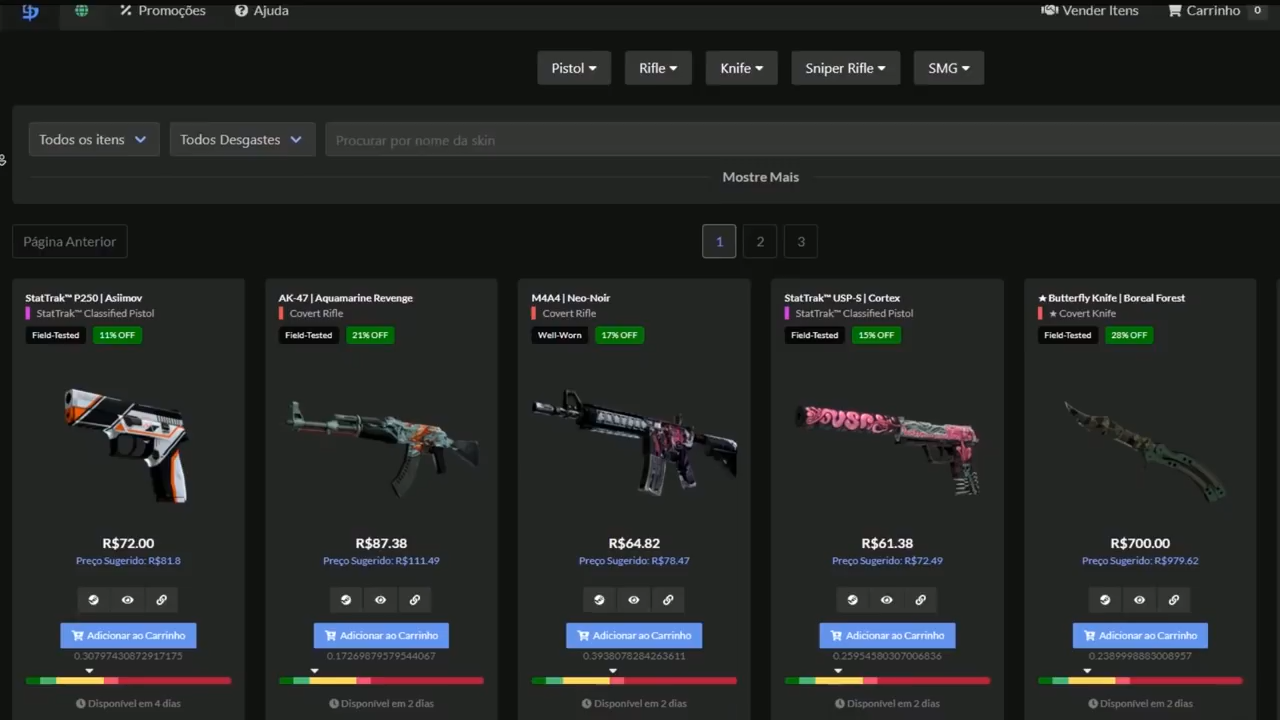 Promoções
Ajuda
Vender Itens
Carrinho
0
Pistol
Rifle
Knife
Sniper Rifle
SMG
Todos os itens
Todos Desgastes
Procurar por nome da skin
Mostre Mais
Página Anterior
1
2
3
StatTrak™ P250 | Asiimov
StatTrak™ Classified Pistol
Field-Tested
11% OFF
R$72.00
Preço Sugerido: R$81.8
Adicionar ao Carrinho
0.30797430872917175
Disponível em 4 dias
AK-47 | Aquamarine Revenge
Covert Rifle
Field-Tested
21% OFF
R$87.38
Preço Sugerido: R$111.49
Adicionar ao Carrinho
0.17269879579544067
Disponível em 2 dias
M4A4 | Neo-Noir
Covert Rifle
Well-Worn
17% OFF
R$64.82
Preço Sugerido: R$78.47
Adicionar ao Carrinho
0.3938078284263611
Disponível em 2 dias
StatTrak™ USP-S | Cortex
StatTrak™ Classified Pistol
Field-Tested
15% OFF
R$61.38
Preço Sugerido: R$72.49
Adicionar ao Carrinho
0.25954580307006836
Disponível em 2 dias
★ Butterfly Knife | Boreal Forest
★ Covert Knife
Field-Tested
28% OFF
R$700.00
Preço Sugerido: R$979.62
Adicionar ao Carrinho
0.2389998883008957
Disponível em 2 dias